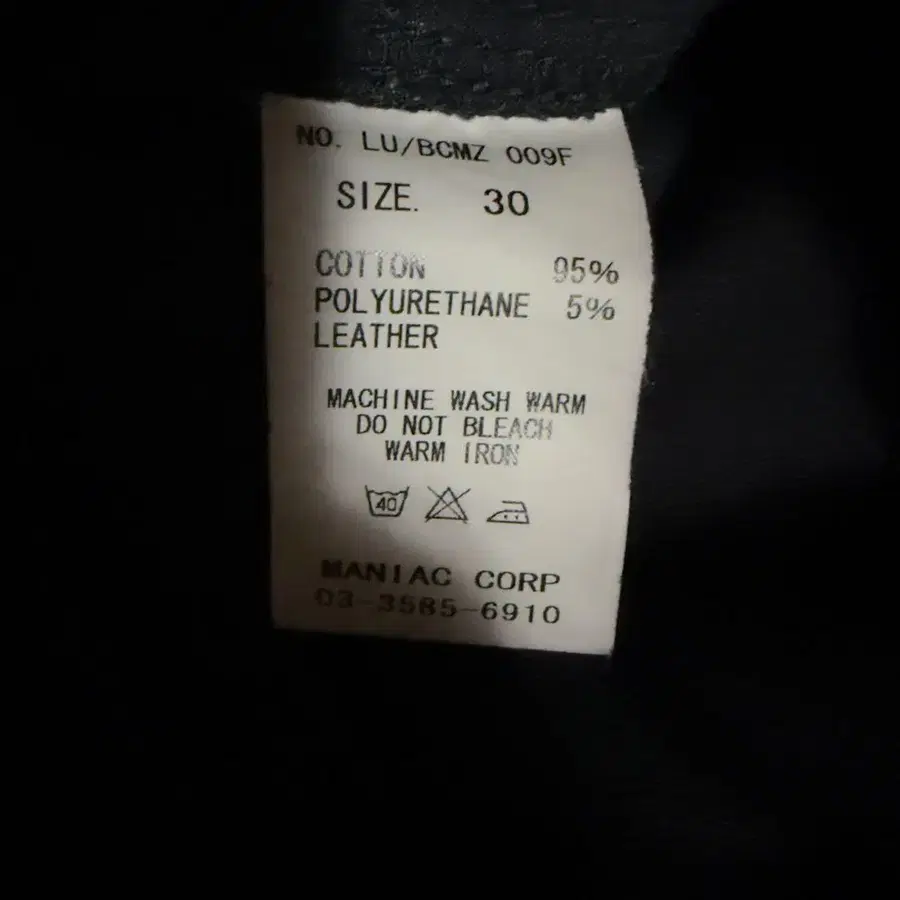 NO. LU/BCMZ 009F
SIZE. 30
COTTON 95%
POLYURETHANE 5%
LEATHER
MACHINE WASH WARM
DO NOT BLEACH
WARM IRON
40
MANIAC CORP
03-3585-6910